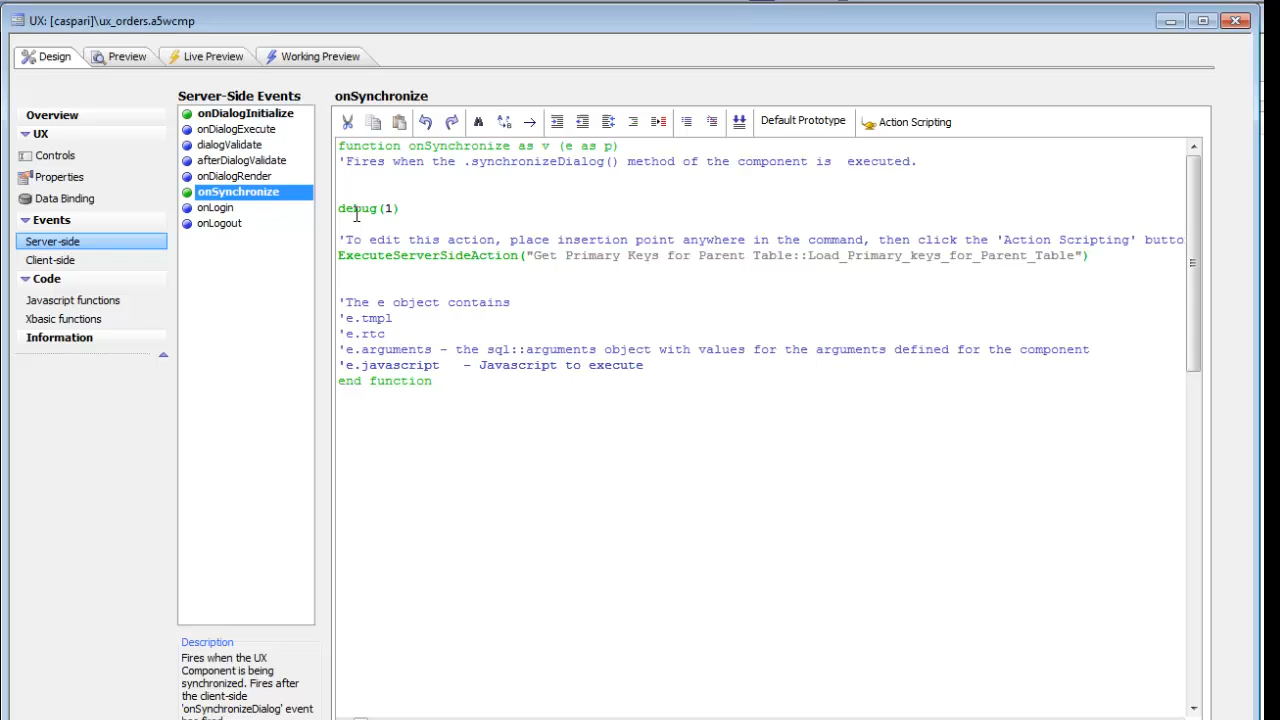 UX: [caspari]\ux_orders.a5wcmp
Design
Preview
Live Preview
Working Preview
Overview
UX
Controls
Properties
Data Binding
Events
Server-side
Client-side
Code
Javascript functions
Xbasic functions
Information
Server-Side Events
onDialogInitialize
onDialogExecute
dialogValidate
afterDialogValidate
onDialogRender
onSynchronize
onLogin
onLogout
Description
Fires when the UX
Component is being
synchronized. Fires after
the client-side
'onSynchronizeDialog' event
has fired
onSynchronize
Default Prototype
Action Scripting
function onSynchronize as v (e as p)
'Fires when the .synchronizeDialog() method of the component is  executed.
debug(1)
'To edit this action, place insertion point anywhere in the command, then click the 'Action Scripting' butto
ExecuteServerSideAction("Get Primary Keys for Parent Table::Load_Primary_keys_for_Parent_Table")
'The e object contains
'e.tmpl
'e.rtc
'e.arguments - the sql::arguments object with values for the arguments defined for the component
'e.javascript   - Javascript to execute
end function